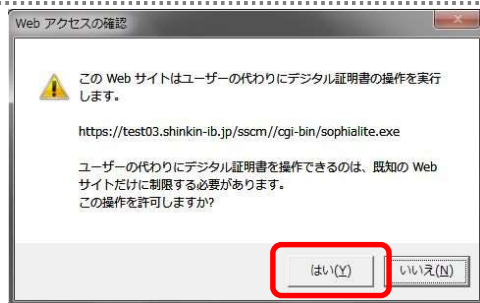 Web アクセスの確認
この Web サイトはユーザーの代わりにデジタル証明書の操作を実行
します。
https://test03.shinkin-ib.jp/sscm//cgi-bin/sophialite.exe
ユーザーの代わりにデジタル証明書を操作できるのは、既知の Web
サイトだけに制限する必要があります。
この操作を許可しますか?
はい(Y) いいえ(N)